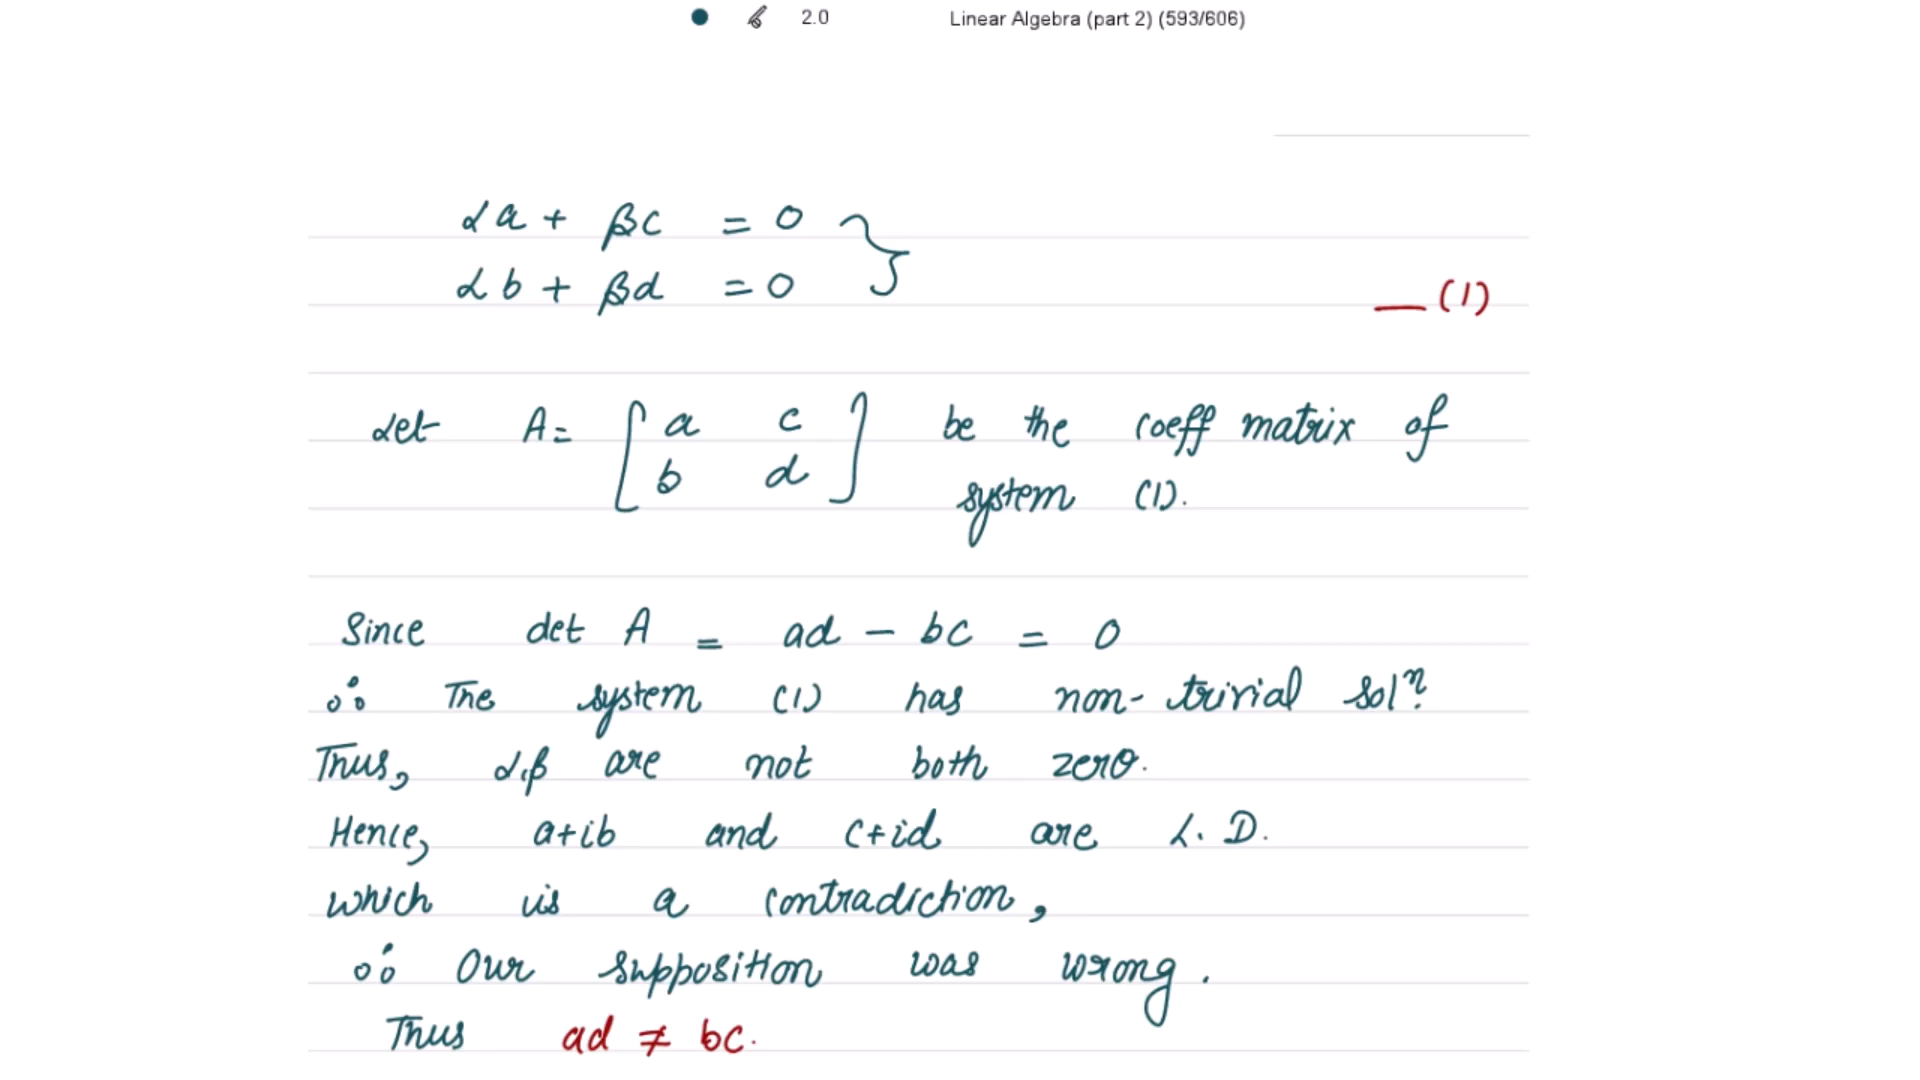 2.0 Linear Algebra (part 2) (593/606)
αa + βc = 0
αb + βd = 0 —(1)
Let A = [a c
b d] be the coeff matrix of
system (1).
Since det A = ad - bc = 0
∴ The system (1) has non-trivial solⁿ.
Thus, α,β are not both zero.
Hence, a+ib and c+id are L.D.
which is a contradiction,
∴ Our supposition was wrong.
Thus ad ≠ bc.